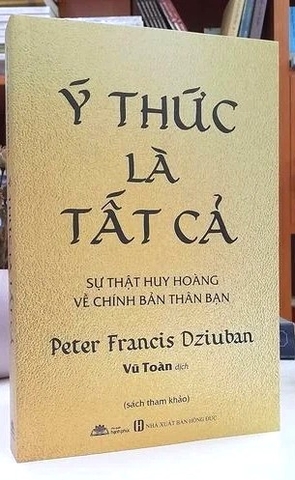 Ý THỨC
LÀ
TẤT CẢ
SỰ THẬT HUY HOÀNG
VỀ CHÍNH BẢN THÂN BẠN
Peter Francis Dziuban
Vũ Toàn dịch
(sách tham khảo)
NHÀ XUẤT BẢN HỒNG ĐỨC